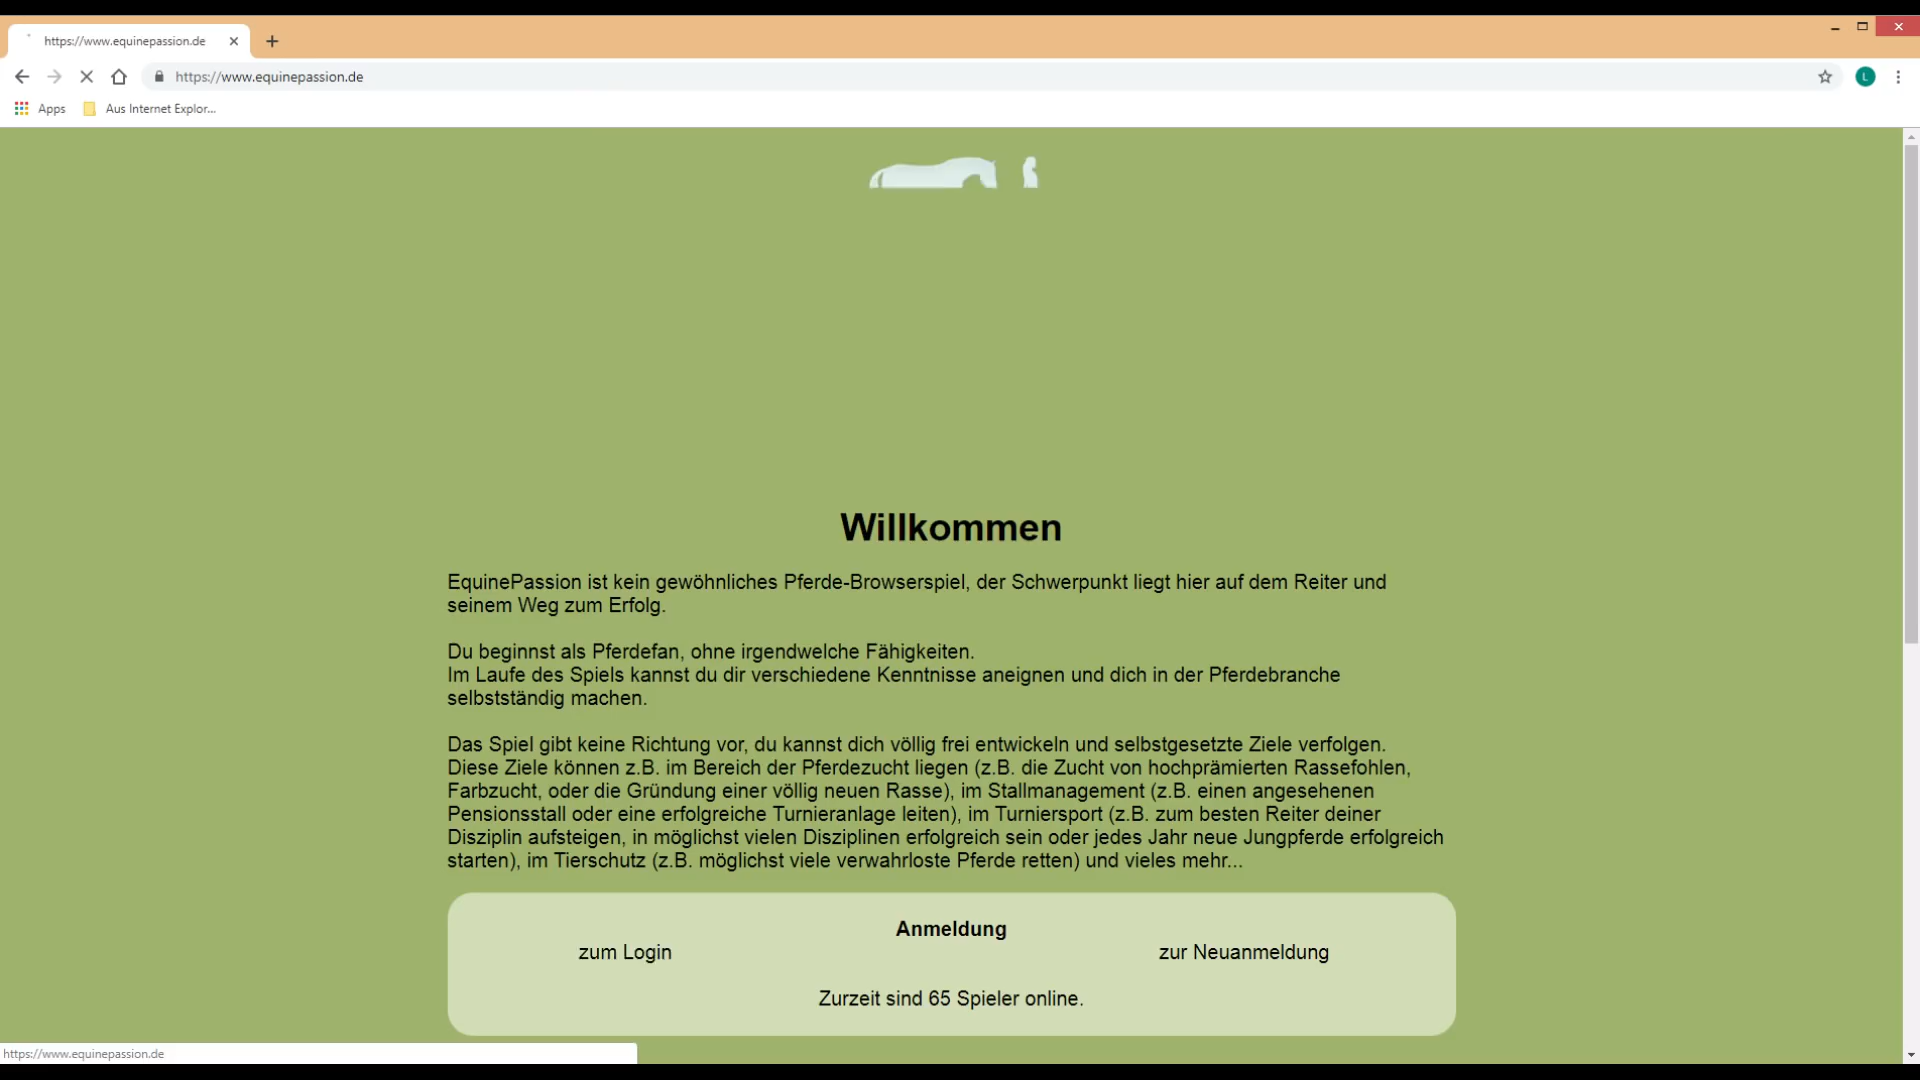 https://www.equinepassion.de
https://www.equinepassion.de
L
Apps
Aus Internet Explor...
Willkommen
EquinePassion ist kein gewöhnliches Pferde-Browserspiel, der Schwerpunkt liegt hier auf dem Reiter und
seinem Weg zum Erfolg.
Du beginnst als Pferdefan, ohne irgendwelche Fähigkeiten.
Im Laufe des Spiels kannst du dir verschiedene Kenntnisse aneignen und dich in der Pferdebranche
selbstständig machen.
Das Spiel gibt keine Richtung vor, du kannst dich völlig frei entwickeln und selbstgesetzte Ziele verfolgen.
Diese Ziele können z.B. im Bereich der Pferdezucht liegen (z.B. die Zucht von hochprämierten Rassefohlen,
Farbzucht, oder die Gründung einer völlig neuen Rasse), im Stallmanagement (z.B. einen angesehenen
Pensionsstall oder eine erfolgreiche Turnieranlage leiten), im Turniersport (z.B. zum besten Reiter deiner
Disziplin aufsteigen, in möglichst vielen Disziplinen erfolgreich sein oder jedes Jahr neue Jungpferde erfolgreich
starten), im Tierschutz (z.B. möglichst viele verwahrloste Pferde retten) und vieles mehr...
Anmeldung
zum Login
zur Neuanmeldung
Zurzeit sind 65 Spieler online.
https://www.equinepassion.de